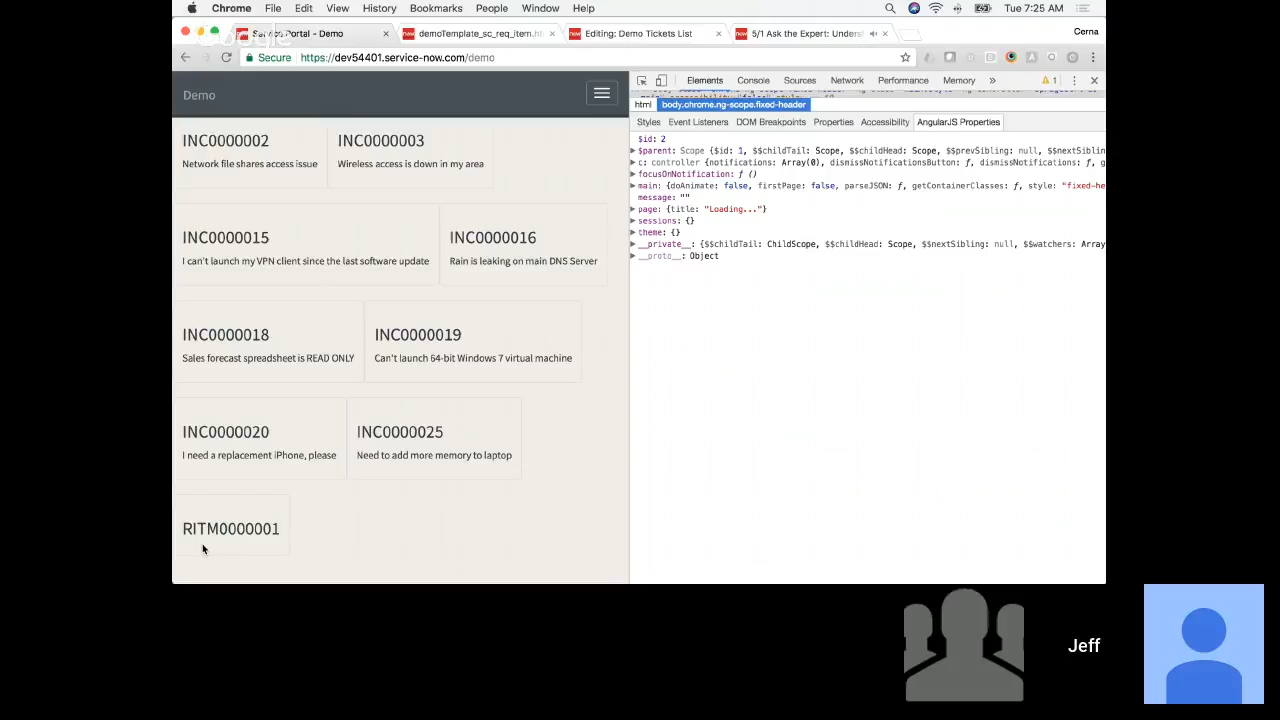 Chrome File Edit View History Bookmarks People Window Help Tue 7:25 AM
Service Portal - Demo demoTemplate_sc_req_item.ht Editing: Demo Tickets List 5/1 Ask the Expert: Unders Cerna
Secure https://dev54401.service-now.com/demo
Demo
INC0000002 INC0000003
Network file shares access issue Wireless access is down in my area
INC0000015 INC0000016
I can't launch my VPN client since the last software update Rain is leaking on main DNS Server
INC0000018 INC0000019
Sales forecast spreadsheet is READ ONLY Can't launch 64-bit Windows 7 virtual machine
INC0000020 INC0000025
I need a replacement iPhone, please Need to add more memory to laptop
RITM0000001
Elements Console Sources Network Performance Memory » 1
html body.chrome.ng-scope.fixed-header
Styles Event Listeners DOM Breakpoints Properties Accessibility AngularJS Properties
$id: 2
$parent: Scope {$id: 1, $$childTail: Scope, $$childHead: Scope, $$prevSibling: null, $$nextSiblin
c: controller {notifications: Array(0), dismissNotificationsButton: ƒ, dismissNotifications: ƒ, g
focusOnNotification: ƒ ()
main: {doAnimate: false, firstPage: false, parseJSON: ƒ, getContainerClasses: ƒ, style: "fixed-he
message: ""
page: {title: "Loading..."}
sessions: {}
theme: {}
__private__: {$$childTail: ChildScope, $$childHead: Scope, $$nextSibling: null, $$watchers: Array
__proto__: Object
Jeff